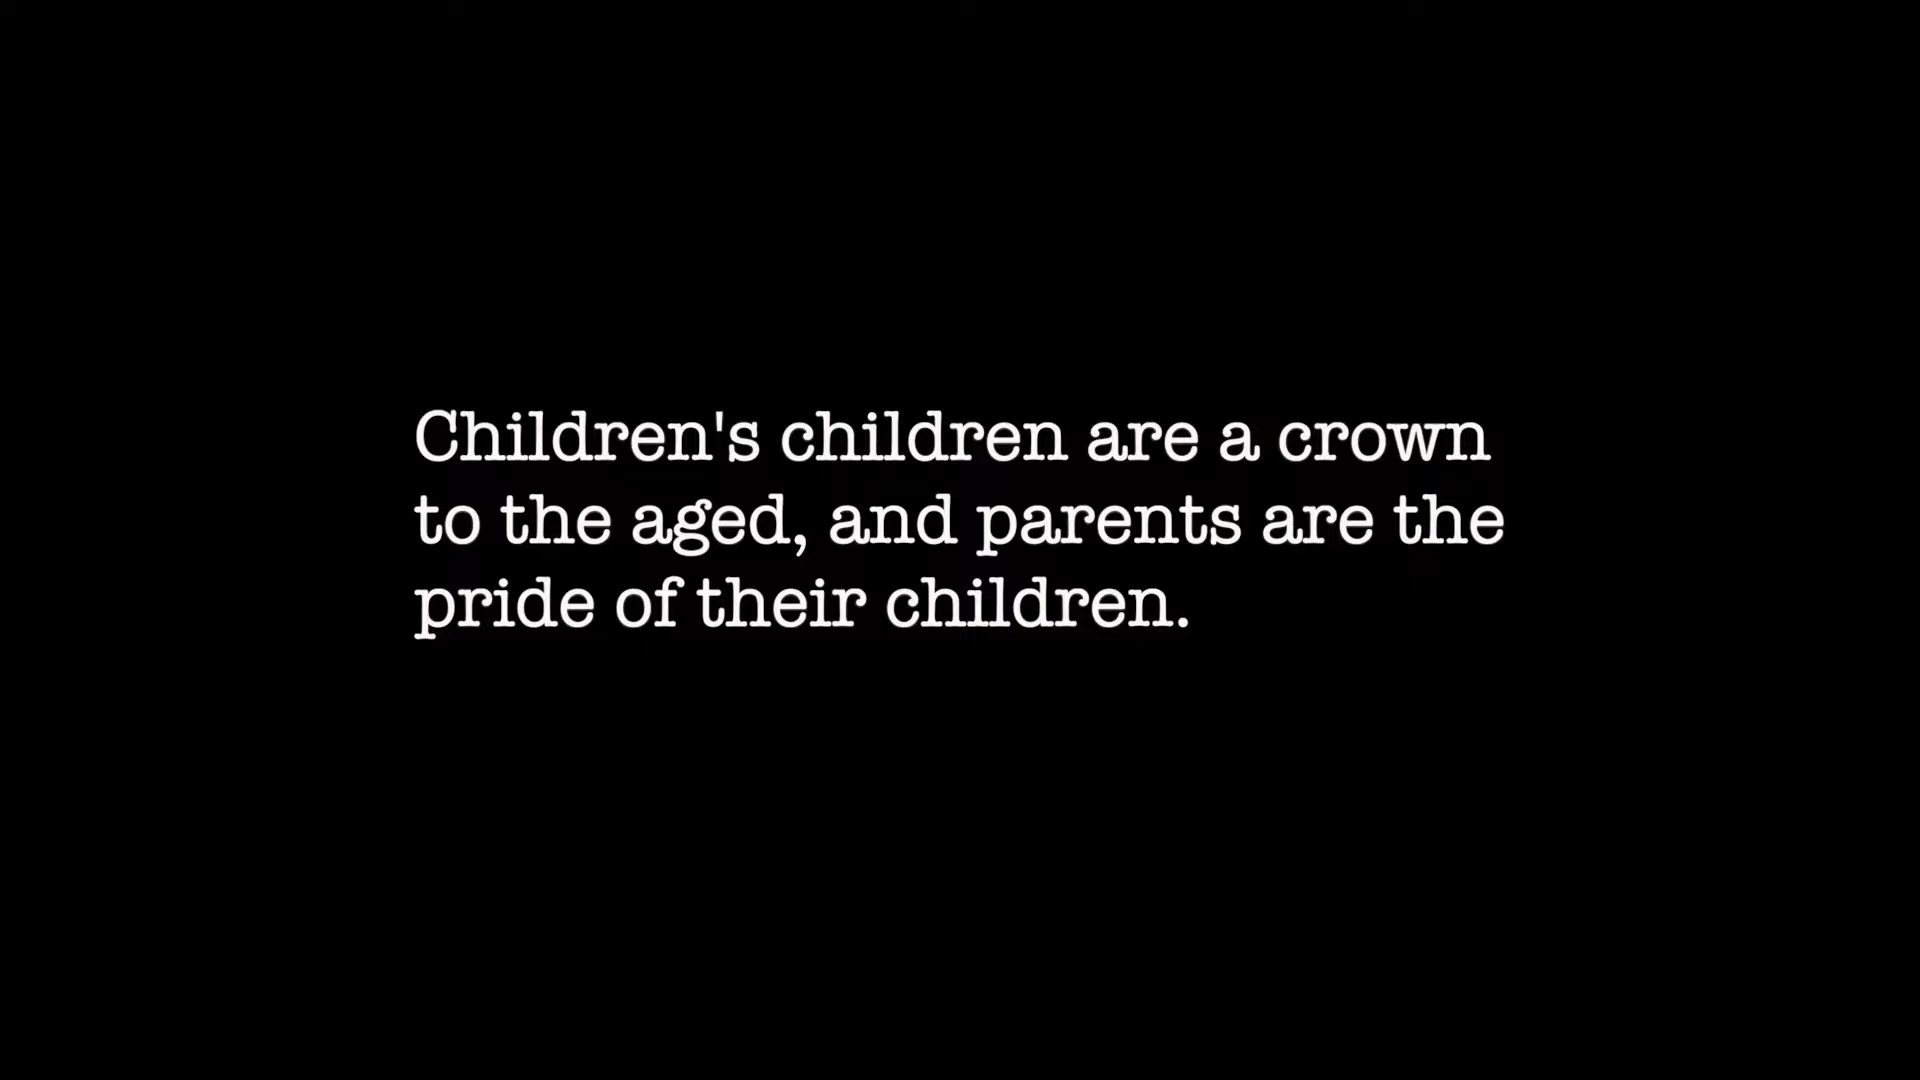 Children's children are a crown
to the aged, and parents are the
pride of their children.